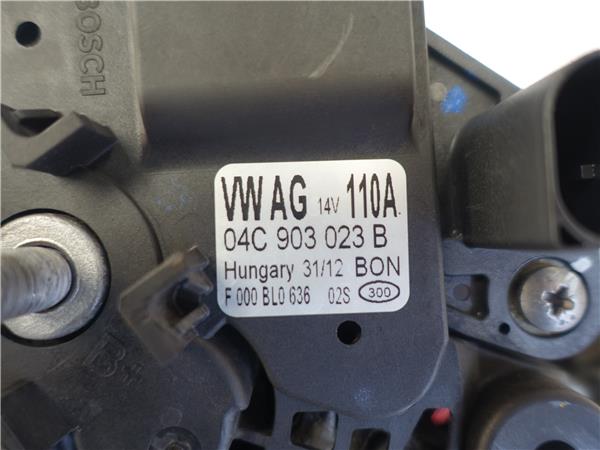 BOSCH
VW AG 14V 110A.
04C 903 023 B
Hungary 31/12 BON
F 000 BL0 636 02S 300
B+